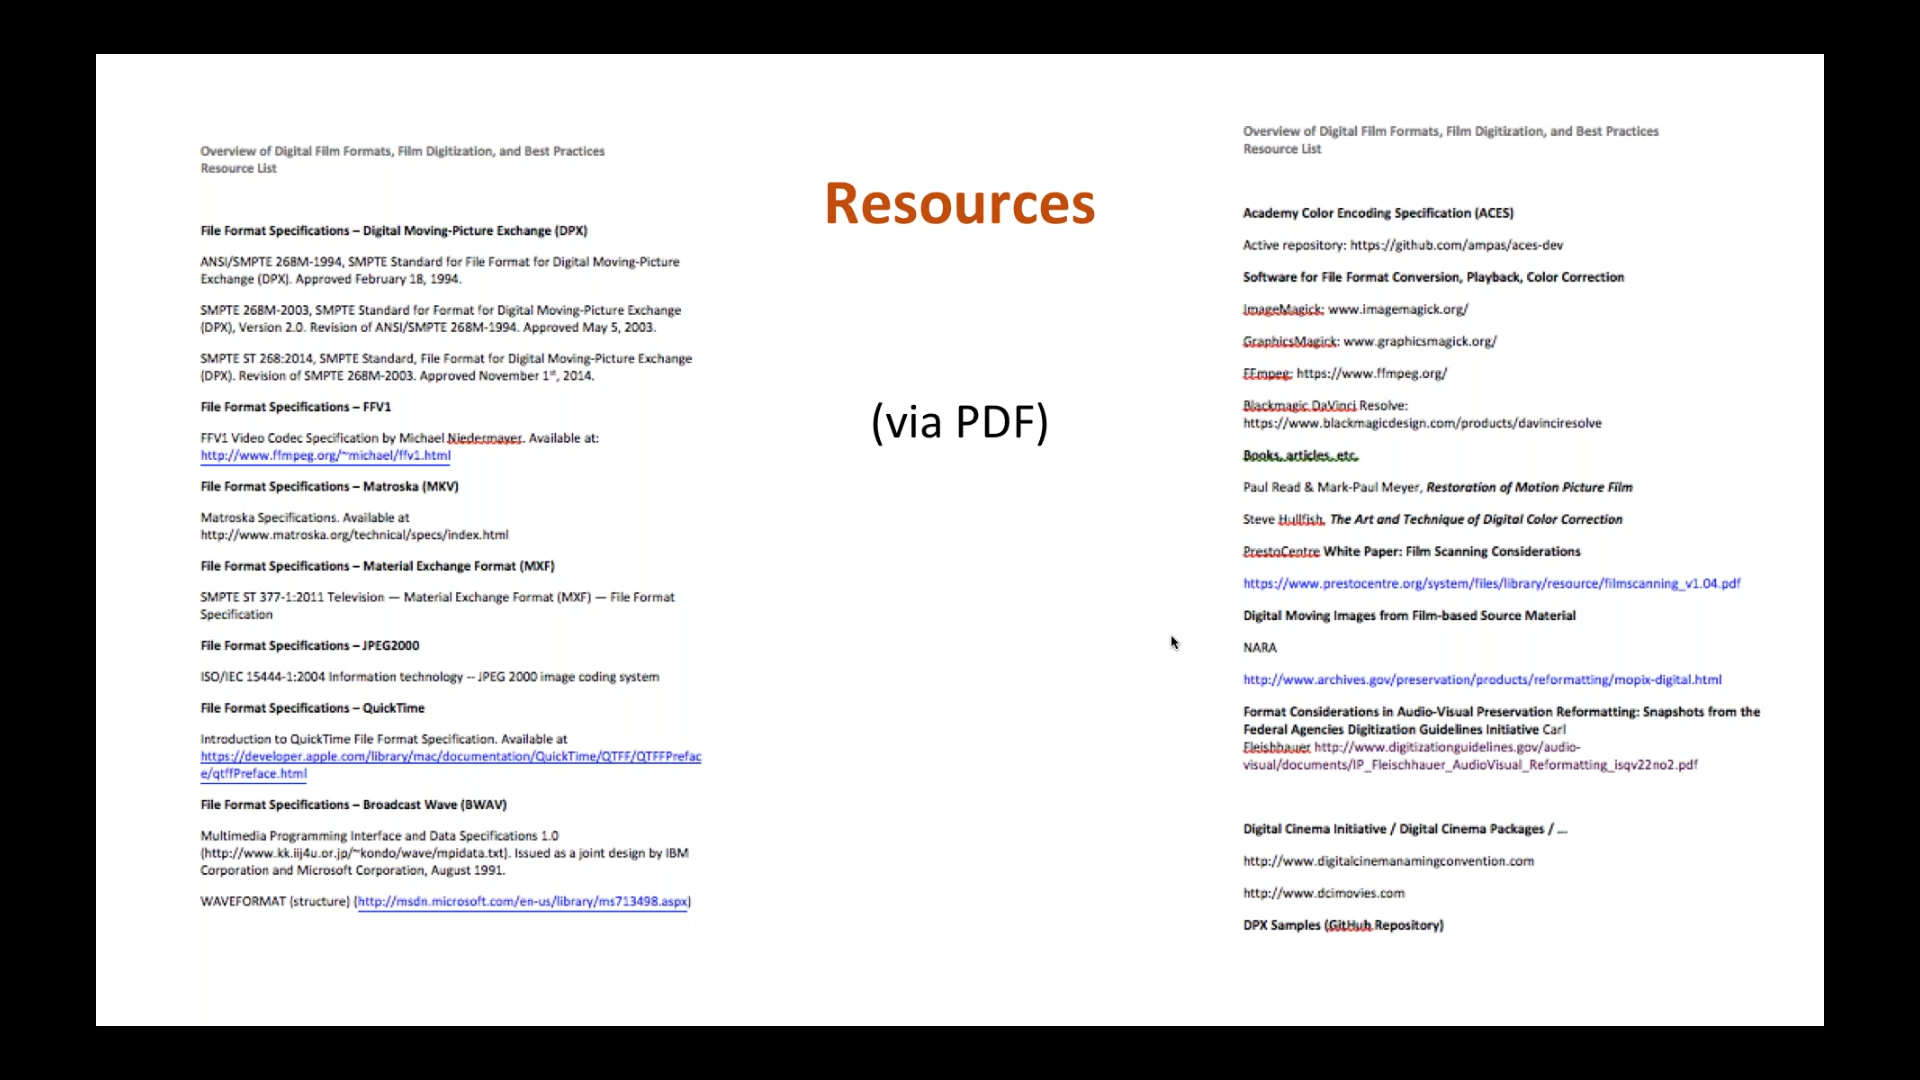 Overview of Digital Film Formats, Film Digitization, and Best Practices
Resource List
File Format Specifications – Digital Moving-Picture Exchange (DPX)
ANSI/SMPTE 268M-1994, SMPTE Standard for File Format for Digital Moving-Picture
Exchange (DPX). Approved February 18, 1994.
SMPTE 268M-2003, SMPTE Standard for Format for Digital Moving-Picture Exchange
(DPX), Version 2.0. Revision of ANSI/SMPTE 268M-1994. Approved May 5, 2003.
SMPTE ST 268:2014, SMPTE Standard, File Format for Digital Moving-Picture Exchange
(DPX). Revision of SMPTE 268M-2003. Approved November 1st, 2014.
File Format Specifications – FFV1
FFV1 Video Codec Specification by Michael Niedermayer. Available at:
http://www.ffmpeg.org/~michael/ffv1.html
File Format Specifications – Matroska (MKV)
Matroska Specifications. Available at
http://www.matroska.org/technical/specs/index.html
File Format Specifications – Material Exchange Format (MXF)
SMPTE ST 377-1:2011 Television — Material Exchange Format (MXF) — File Format
Specification
File Format Specifications – JPEG2000
ISO/IEC 15444-1:2004 Information technology -- JPEG 2000 image coding system
File Format Specifications – QuickTime
Introduction to QuickTime File Format Specification. Available at
https://developer.apple.com/library/mac/documentation/QuickTime/QTFF/QTFFPrefac
e/qtffPreface.html
File Format Specifications – Broadcast Wave (BWAV)
Multimedia Programming Interface and Data Specifications 1.0
(http://www.kk.iij4u.or.jp/~kondo/wave/mpidata.txt). Issued as a joint design by IBM
Corporation and Microsoft Corporation, August 1991.
WAVEFORMAT (structure) (http://msdn.microsoft.com/en-us/library/ms713498.aspx)
Resources
(via PDF)
Overview of Digital Film Formats, Film Digitization, and Best Practices
Resource List
Academy Color Encoding Specification (ACES)
Active repository: https://github.com/ampas/aces-dev
Software for File Format Conversion, Playback, Color Correction
ImageMagick: www.imagemagick.org/
GraphicsMagick: www.graphicsmagick.org/
FFmpeg: https://www.ffmpeg.org/
Blackmagic DaVinci Resolve:
https://www.blackmagicdesign.com/products/davinciresolve
Books, articles, etc.
Paul Read & Mark-Paul Meyer, Restoration of Motion Picture Film
Steve Hullfish, The Art and Technique of Digital Color Correction
PrestoCentre White Paper: Film Scanning Considerations
https://www.prestocentre.org/system/files/library/resource/filmscanning_v1.04.pdf
Digital Moving Images from Film-based Source Material
NARA
http://www.archives.gov/preservation/products/reformatting/mopix-digital.html
Format Considerations in Audio-Visual Preservation Reformatting: Snapshots from the
Federal Agencies Digitization Guidelines Initiative Carl
Fleishhauer http://www.digitizationguidelines.gov/audio-
visual/documents/IP_Fleischhauer_AudioVisual_Reformatting_isqv22no2.pdf
Digital Cinema Initiative / Digital Cinema Packages / ...
http://www.digitalcinemanamingconvention.com
http://www.dcimovies.com
DPX Samples (GitHub Repository)